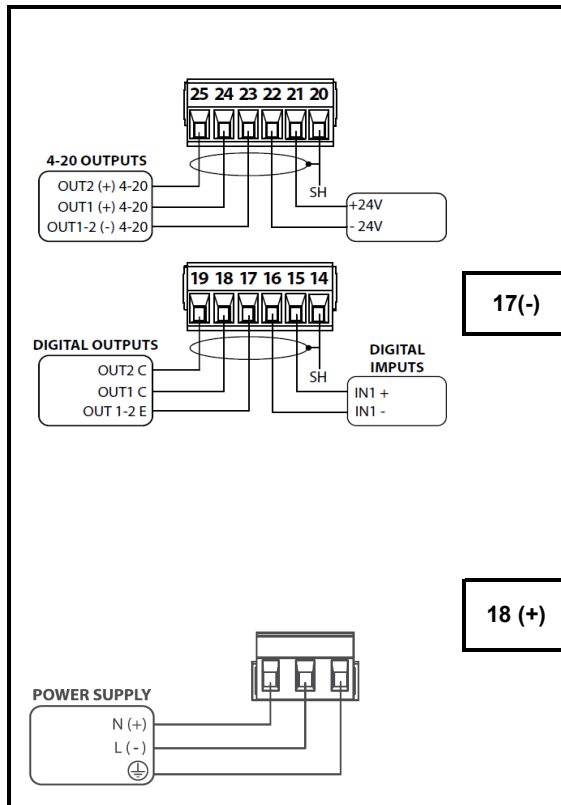 25 24 23 22 21 20
4-20 OUTPUTS
OUT2 (+) 4-20
OUT1 (+) 4-20
OUT1-2 (-) 4-20
SH
+24V
- 24V
19 18 17 16 15 14
17(-)
DIGITAL OUTPUTS
OUT2 C
OUT1 C
OUT 1-2 E
SH
DIGITAL
IMPUTS
IN1 +
IN1 -
18 (+)
POWER SUPPLY
N (+)
L (-)